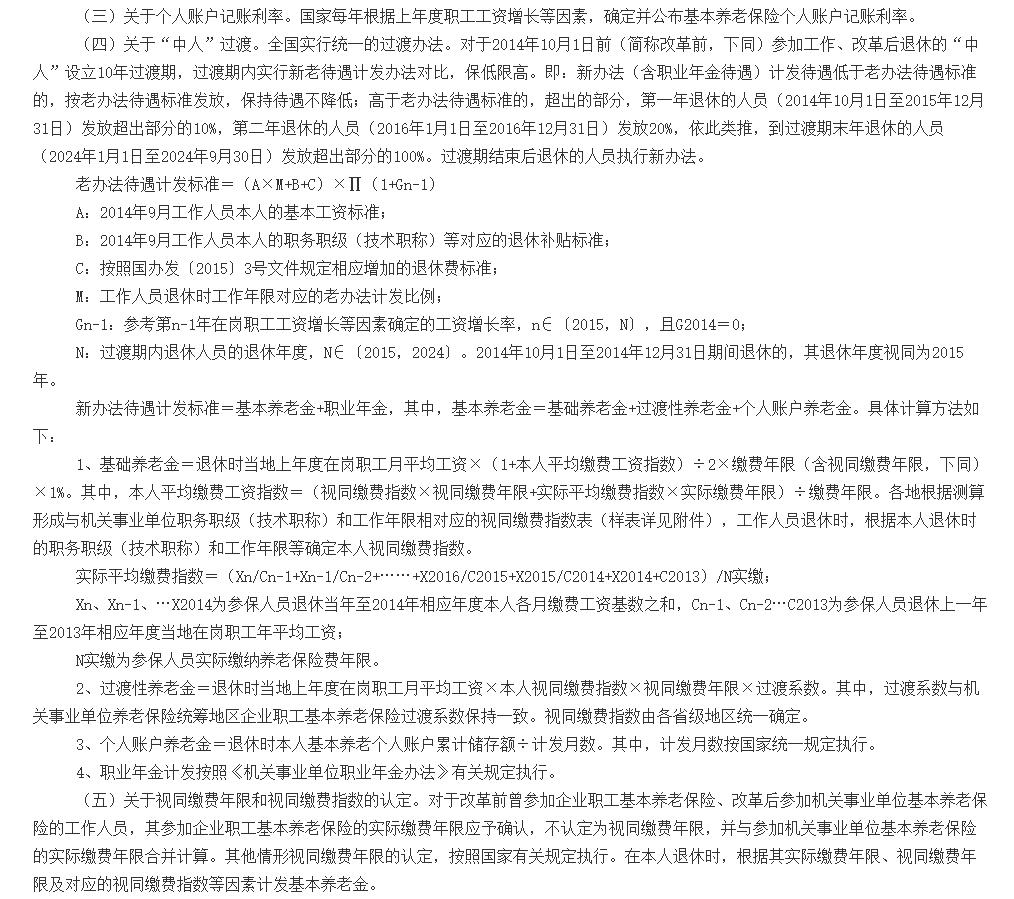 （三）关于个人账户记账利率。国家每年根据上年度职工工资增长等因素，确定并公布基本养老保险个人账户记账利率。
（四）关于“中人”过渡。全国实行统一的过渡办法。对于2014年10月1日前（简称改革前，下同）参加工作、改革后退休的“中
人”设立10年过渡期，过渡期内实行新老待遇计发办法对比，保低限高。即：新办法（含职业年金待遇）计发待遇低于老办法待遇标准
的，按老办法待遇标准发放，保持待遇不降低；高于老办法待遇标准的，超出的部分，第一年退休的人员（2014年10月1日至2015年12月
31日）发放超出部分的10%，第二年退休的人员（2016年1月1日至2016年12月31日）发放20%，依此类推，到过渡期末年退休的人员
（2024年1月1日至2024年9月30日）发放超出部分的100%。过渡期结束后退休的人员执行新办法。
老办法待遇计发标准＝（A×M+B+C）×∏（1+Gn-1）
A：2014年9月工作人员本人的基本工资标准；
B：2014年9月工作人员本人的职务职级（技术职称）等对应的退休补贴标准；
C：按照国办发〔2015〕3号文件规定相应增加的退休费标准；
M：工作人员退休时工作年限对应的老办法计发比例；
Gn-1：参考第n-1年在岗职工工资增长等因素确定的工资增长率，n∈〔2015，N〕，且G2014＝0；
N：过渡期内退休人员的退休年度，N∈〔2015，2024〕。2014年10月1日至2014年12月31日期间退休的，其退休年度视同为2015
年。
新办法待遇计发标准＝基本养老金+职业年金，其中，基本养老金＝基础养老金+过渡性养老金+个人账户养老金。具体计算方法如
下：
1、基础养老金＝退休时当地上年度在岗职工月平均工资×（1+本人平均缴费工资指数）÷2×缴费年限（含视同缴费年限，下同）
×1%。其中，本人平均缴费工资指数＝（视同缴费指数×视同缴费年限+实际平均缴费指数×实际缴费年限）÷缴费年限。各地根据测算
形成与机关事业单位职务职级（技术职称）和工作年限相对应的视同缴费指数表（样表详见附件），工作人员退休时，根据本人退休时
的职务职级（技术职称）和工作年限等确定本人视同缴费指数。
实际平均缴费指数＝（Xn/Cn-1+Xn-1/Cn-2+……+X2016/C2015+X2015/C2014+X2014+C2013）/N实缴；
Xn、Xn-1、…X2014为参保人员退休当年至2014年相应年度本人各月缴费工资基数之和，Cn-1、Cn-2…C2013为参保人员退休上一年
至2013年相应年度当地在岗职工年平均工资；
N实缴为参保人员实际缴纳养老保险费年限。
2、过渡性养老金＝退休时当地上年度在岗职工月平均工资×本人视同缴费指数×视同缴费年限×过渡系数。其中，过渡系数与机
关事业单位养老保险统筹地区企业职工基本养老保险过渡系数保持一致。视同缴费指数由各省级地区统一确定。
3、个人账户养老金＝退休时本人基本养老个人账户累计储存额÷计发月数。其中，计发月数按国家统一规定执行。
4、职业年金计发按照《机关事业单位职业年金办法》有关规定执行。
（五）关于视同缴费年限和视同缴费指数的认定。对于改革前曾参加企业职工基本养老保险、改革后参加机关事业单位基本养老保
险的工作人员，其参加企业职工基本养老保险的实际缴费年限应予确认，不认定为视同缴费年限，并与参加机关事业单位基本养老保险
的实际缴费年限合并计算。其他情形视同缴费年限的认定，按照国家有关规定执行。在本人退休时，根据其实际缴费年限、视同缴费年
限及对应的视同缴费指数等因素计发基本养老金。